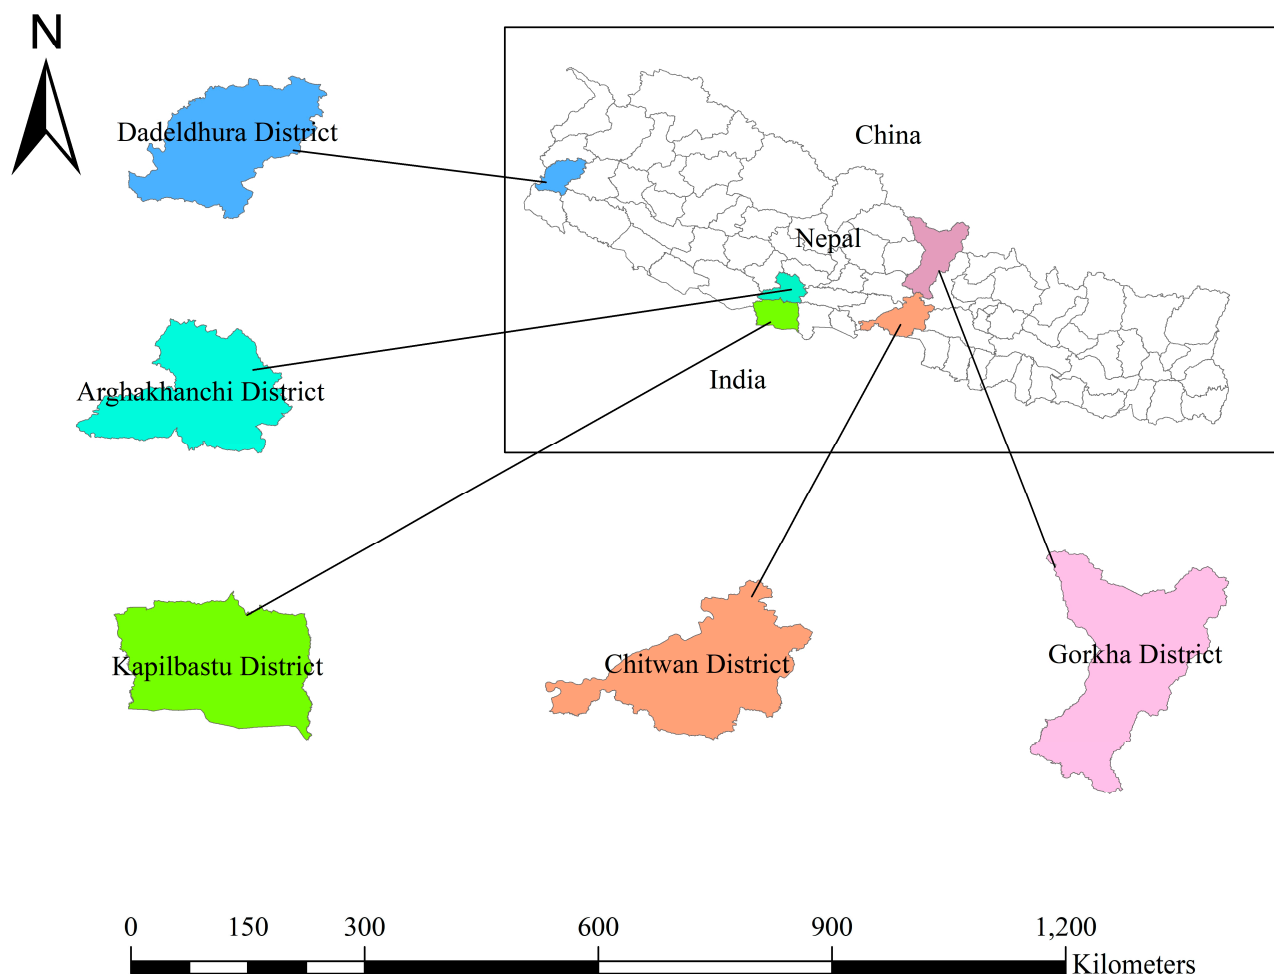 N
Dadeldhura District
China
Nepal
Arghakhanchi District
India
Kapilbastu District
Chitwan District
Gorkha District
0 150 300 600 900 1,200
Kilometers